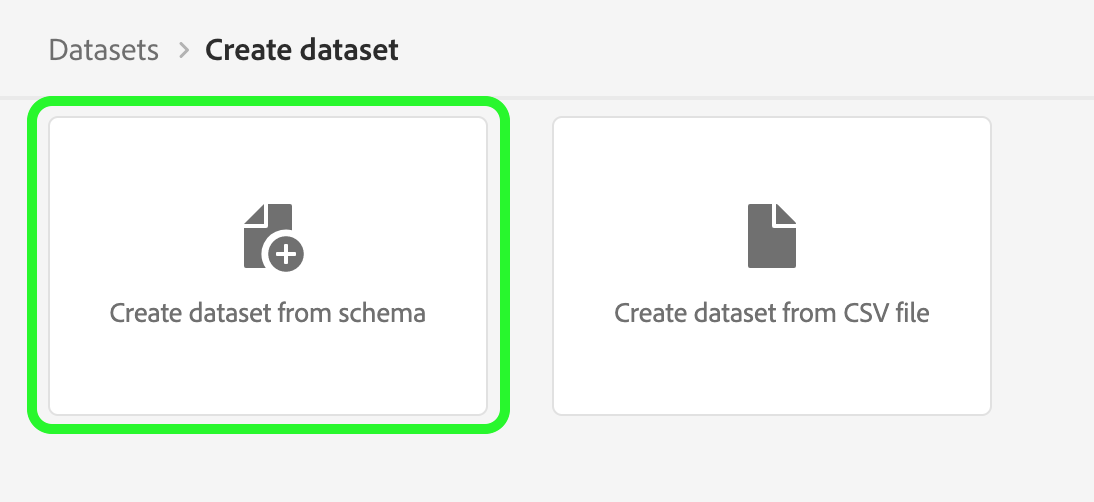 Datasets > Create dataset
Create dataset from schema
Create dataset from CSV file